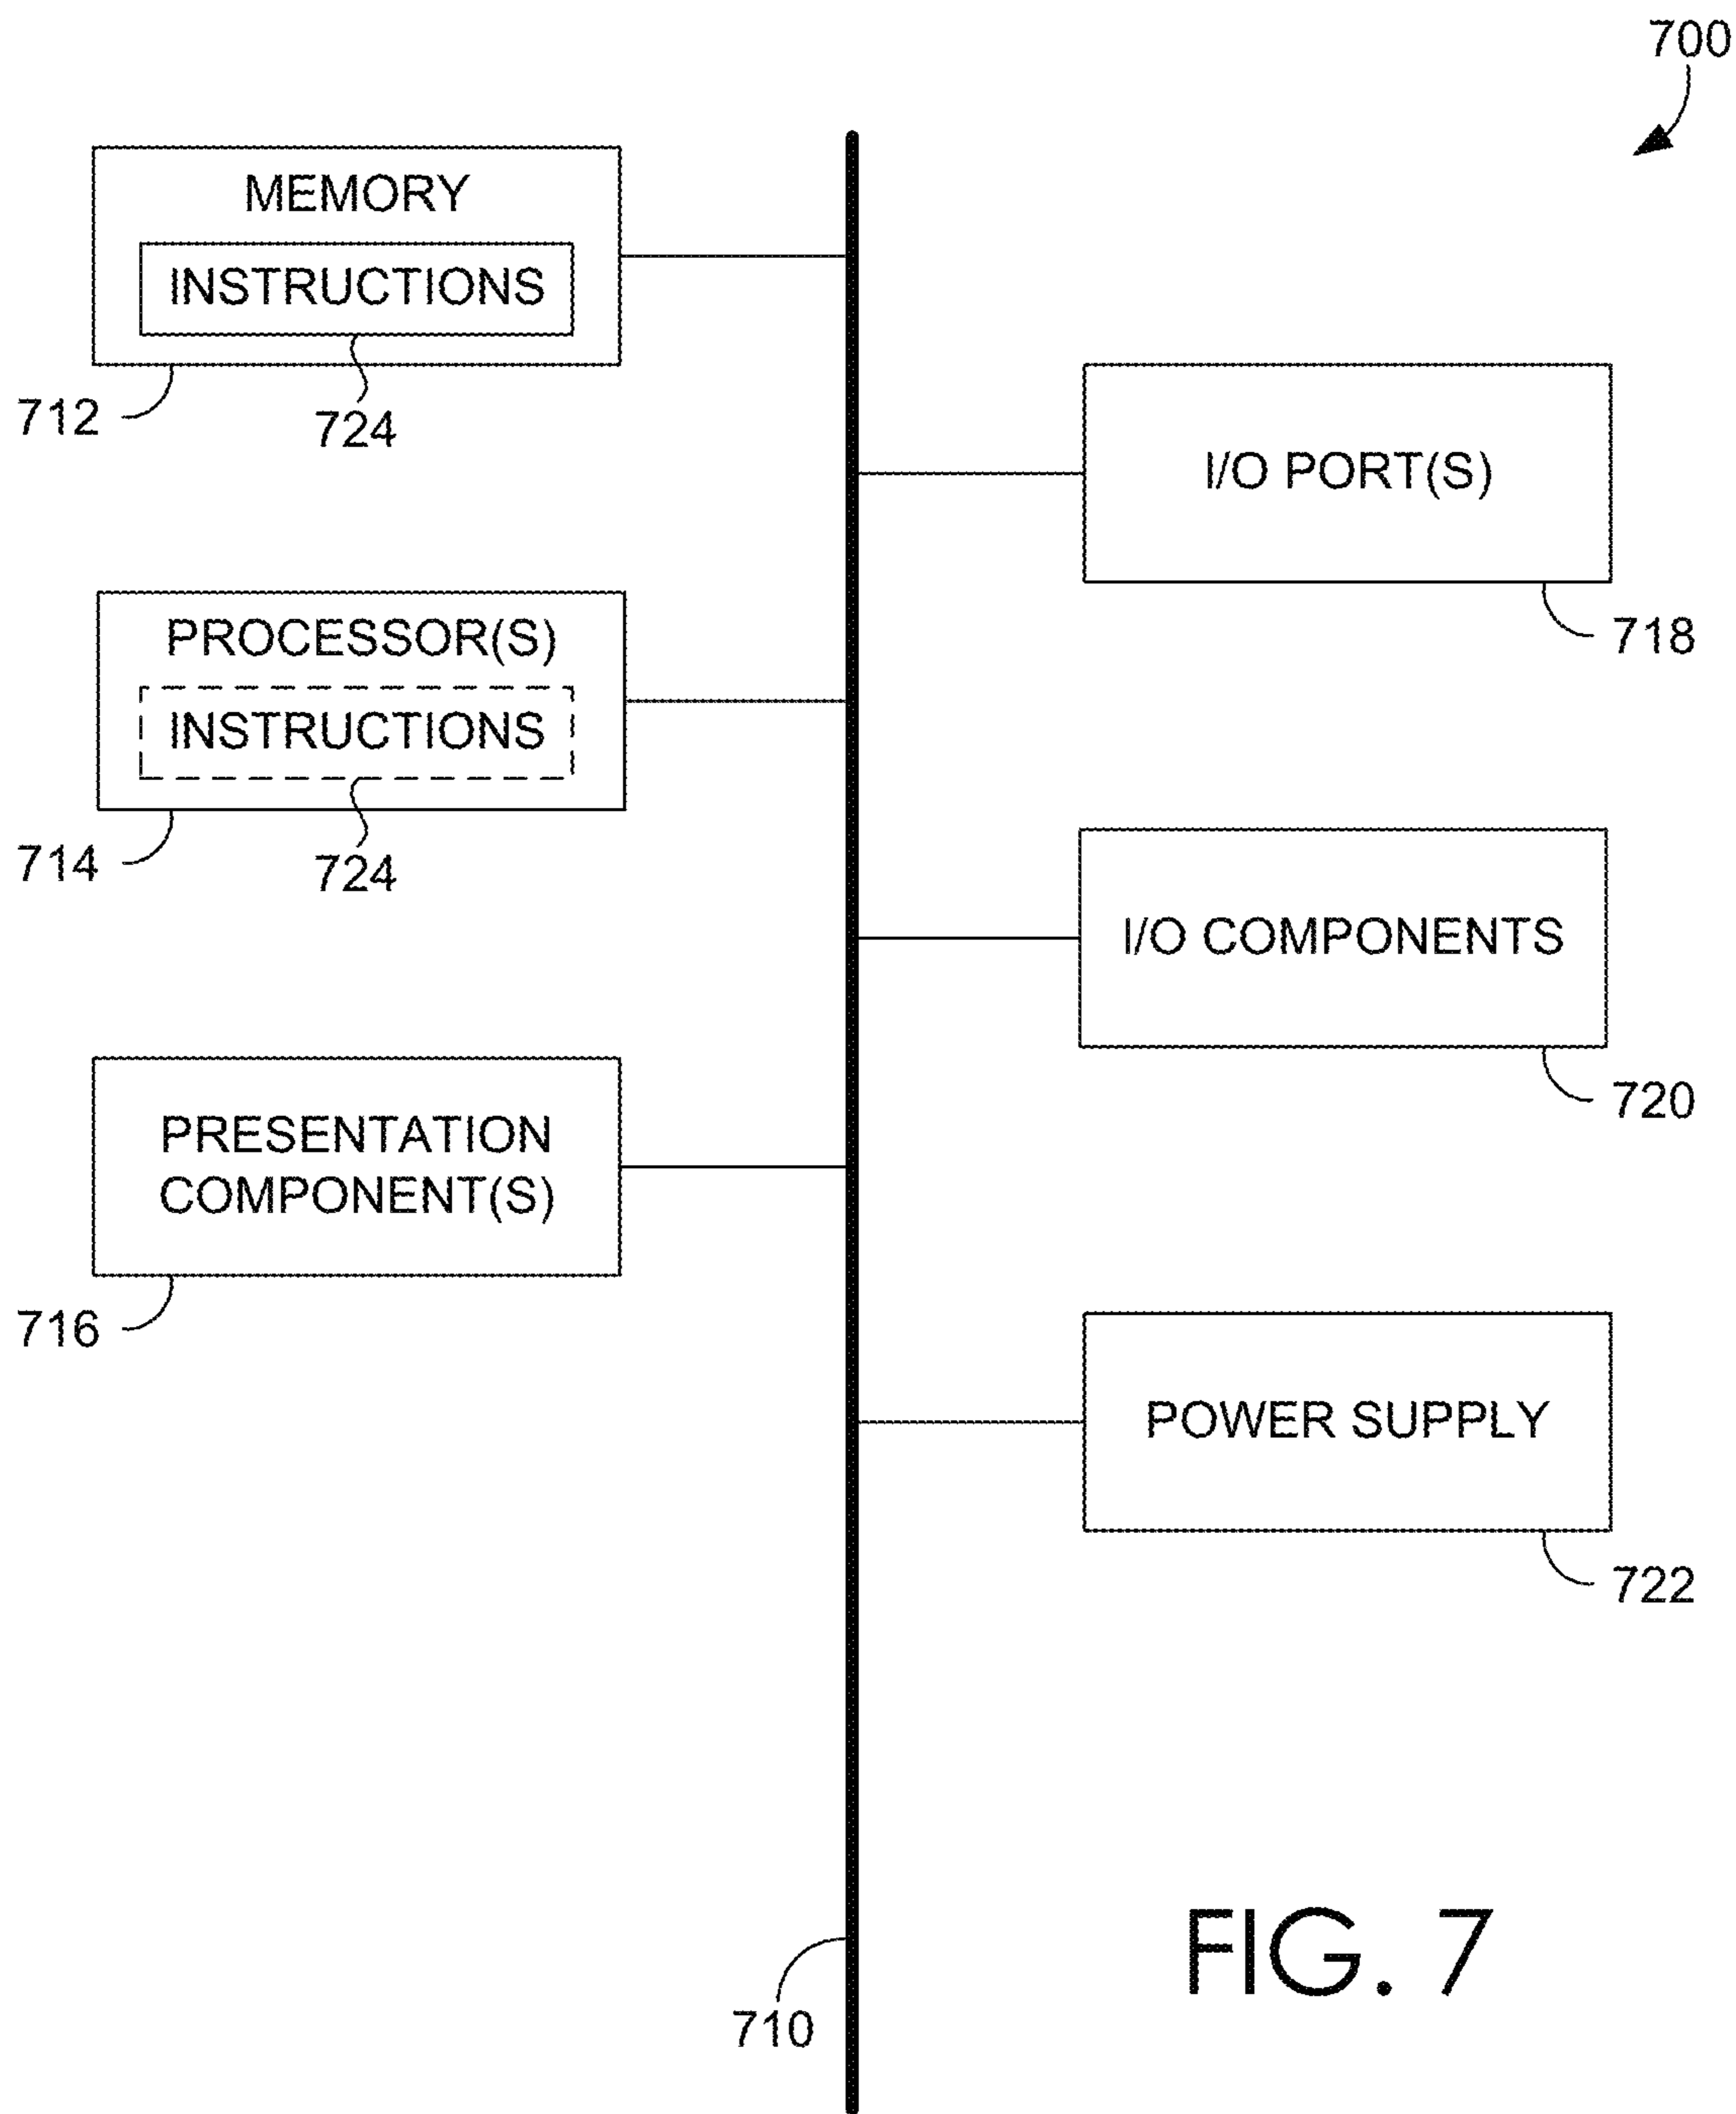 700
MEMORY
INSTRUCTIONS
712
724
I/O PORT(S)
718
PROCESSOR(S)
INSTRUCTIONS
714
724
I/O COMPONENTS
720
PRESENTATION
COMPONENT(S)
716
POWER SUPPLY
722
710
FIG. 7